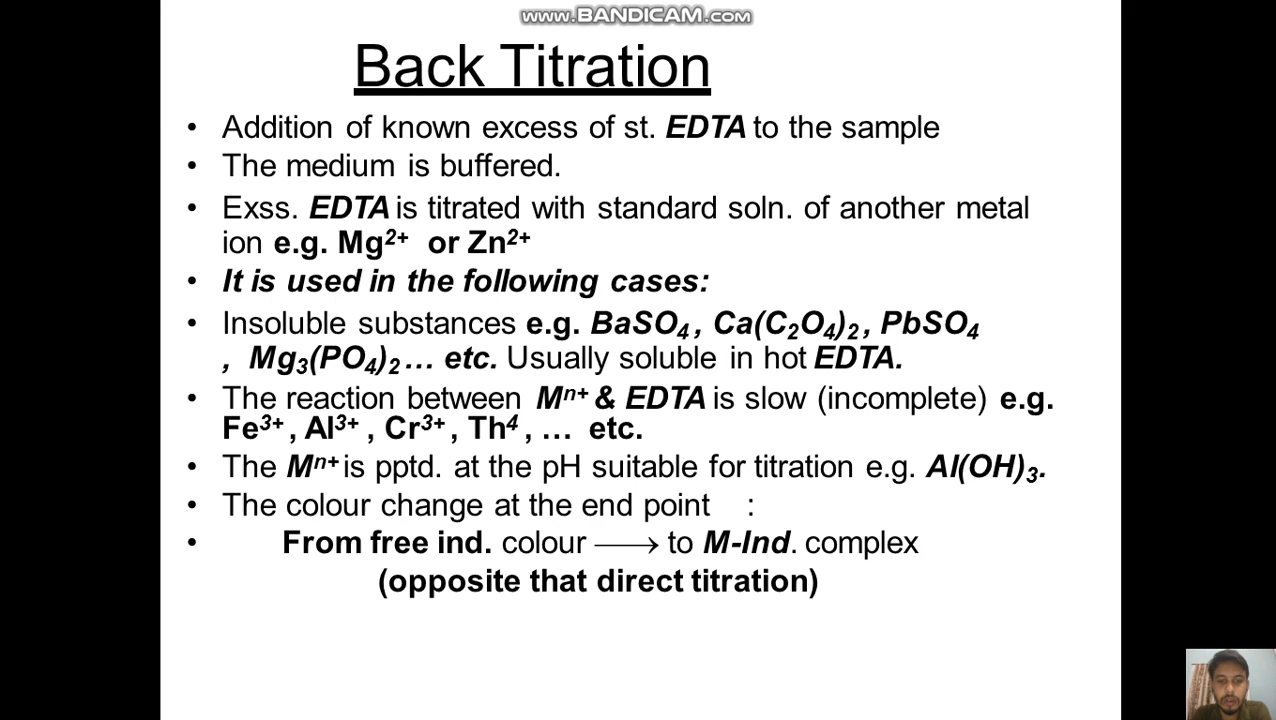 www.BANDICAM.com
Back Titration
• Addition of known excess of st. EDTA to the sample
• The medium is buffered.
• Exss. EDTA is titrated with standard soln. of another metal
ion e.g. Mg²⁺ or Zn²⁺
• It is used in the following cases:
• Insoluble substances e.g. BaSO₄ , Ca(C₂O₄)₂ , PbSO₄
, Mg₃(PO₄)₂ … etc. Usually soluble in hot EDTA.
• The reaction between Mⁿ⁺ & EDTA is slow (incomplete) e.g.
Fe³⁺ , Al³⁺ , Cr³⁺ , Th⁴ , … etc.
• The Mⁿ⁺ is pptd. at the pH suitable for titration e.g. Al(OH)₃.
• The colour change at the end point :
• From free ind. colour ⟶ to M-Ind. complex
(opposite that direct titration)